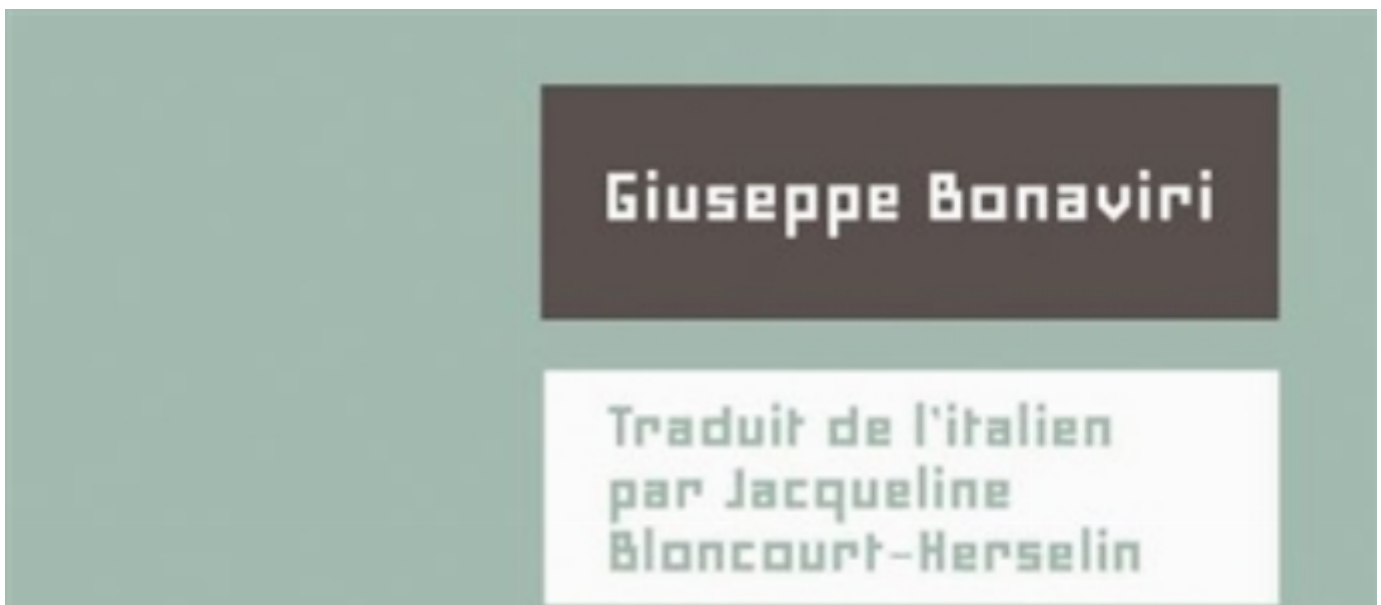 Giuseppe Bonaviri
Traduit de l'italien
par Jacqueline
Bloncourt-Herselin